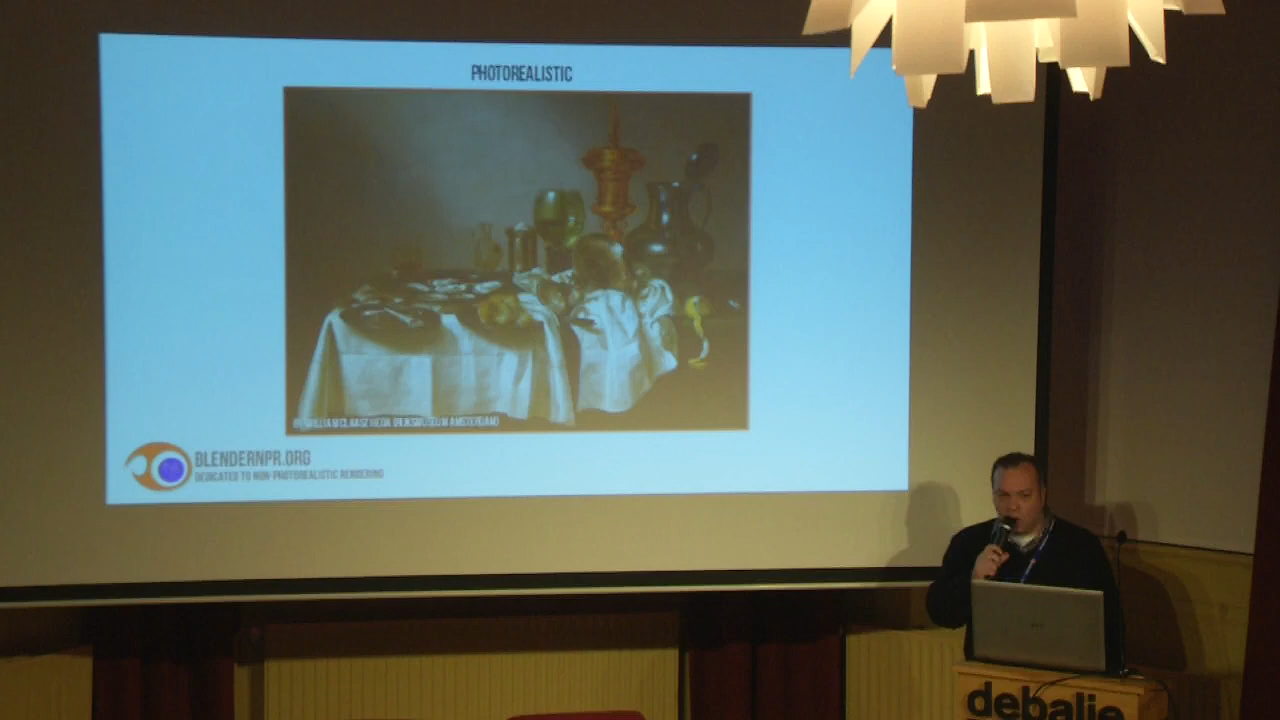 PHOTOREALISTIC
BLENDERNPR.ORG
DEDICATED TO NON-PHOTOREALISTIC RENDERING
debalie